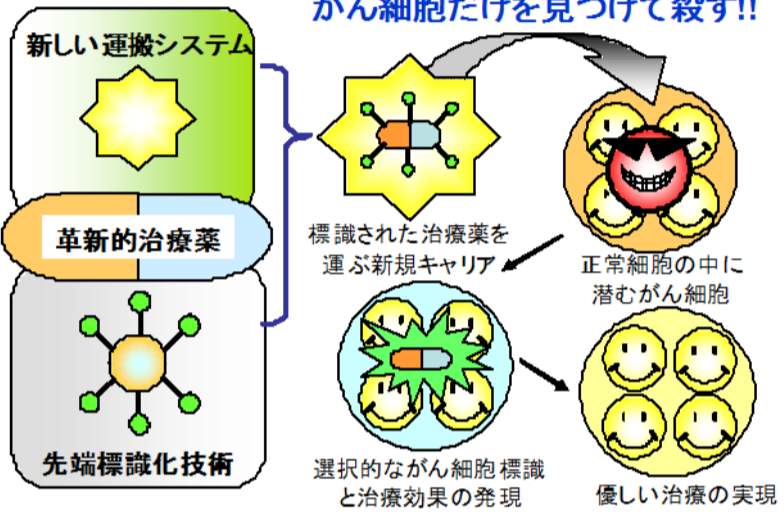 がん細胞だけを見つけて殺す!!
新しい運搬システム
革新的治療薬
先端標識化技術
標識された治療薬を
運ぶ新規キャリア
正常細胞の中に
潜むがん細胞
選択的ながん細胞標識
と治療効果の発現
優しい治療の実現